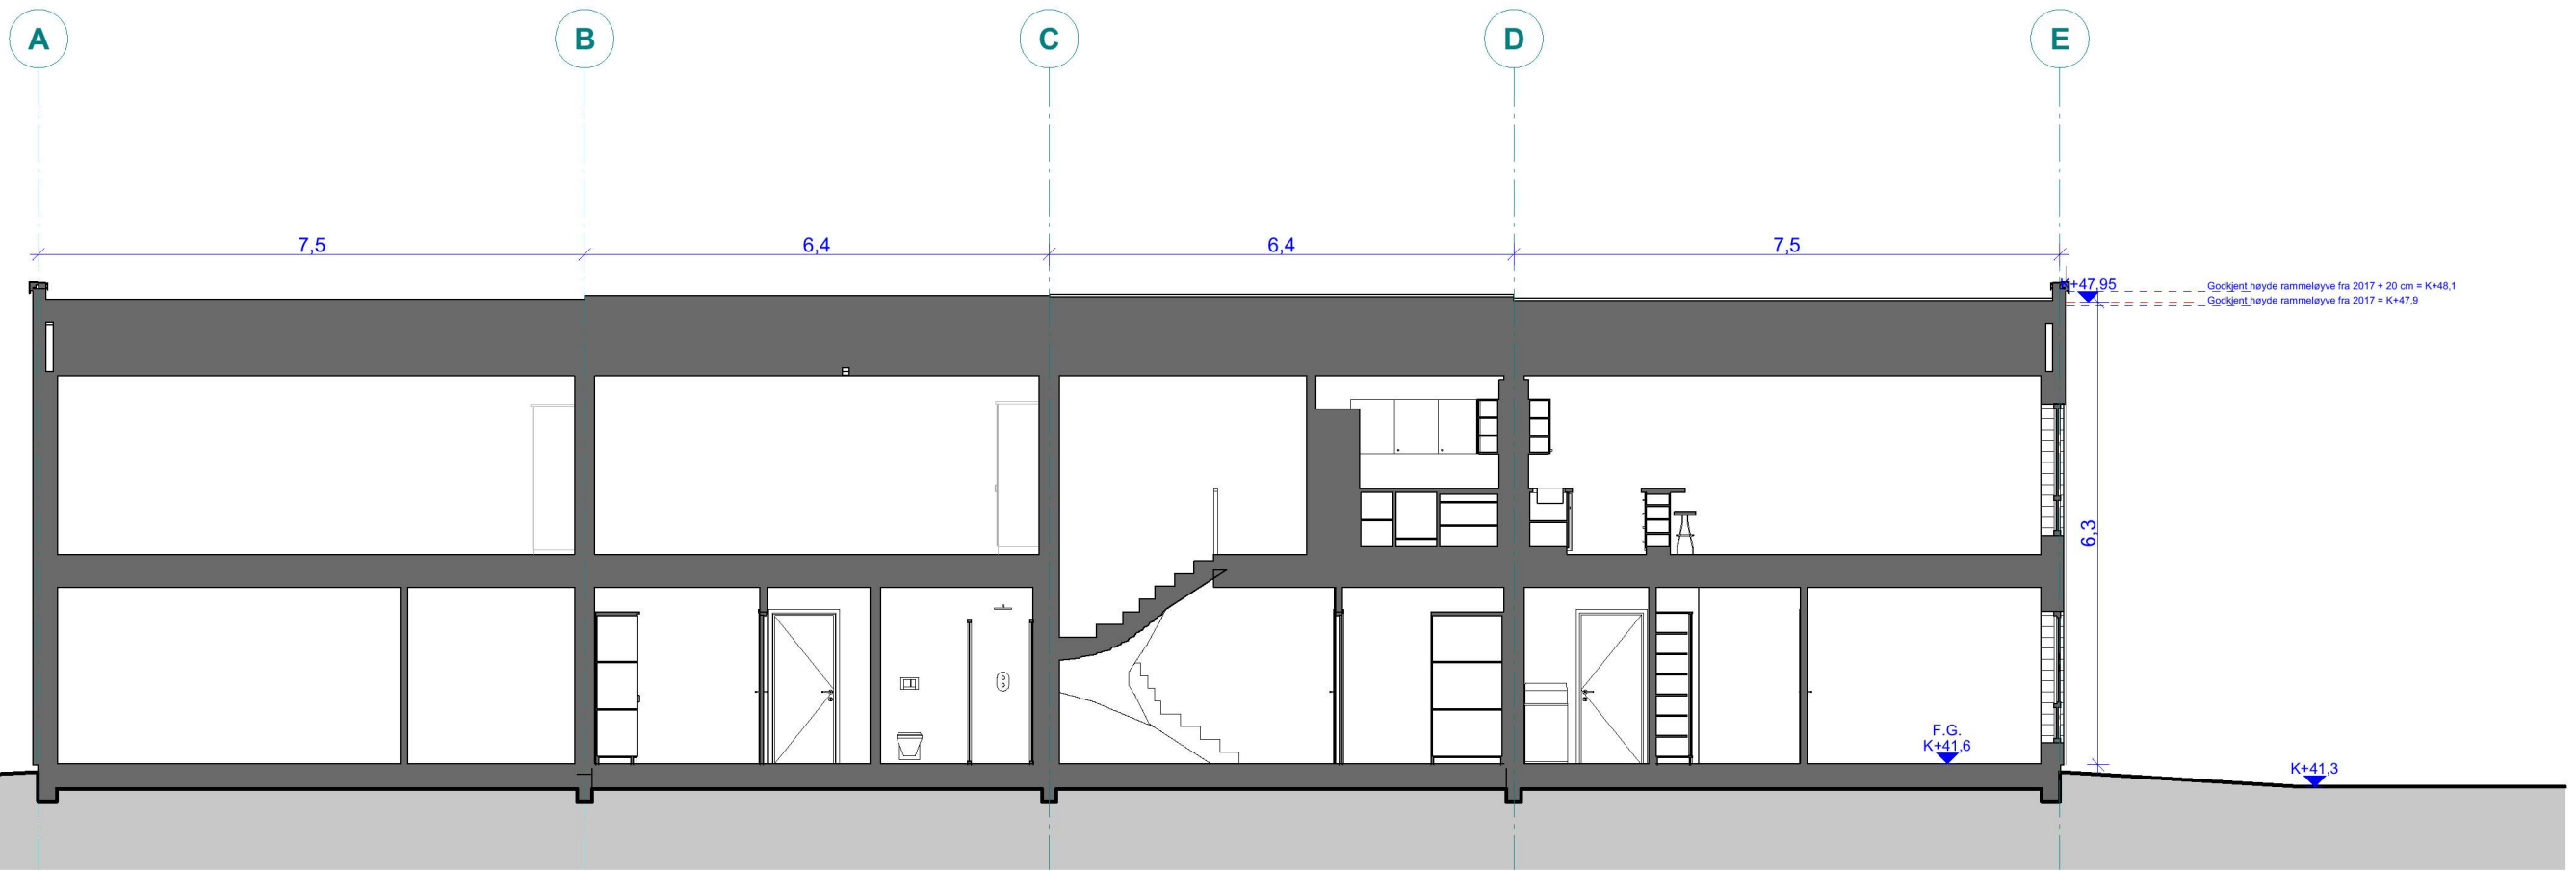 A
B
C
D
E
7,5
6,4
6,4
7,5
K+47,95
Godkjent høyde rammeløyve fra 2017 + 20 cm = K+48,1
Godkjent høyde rammeløyve fra 2017 = K+47,9
6,3
F.G.
K+41,6
K+41,3